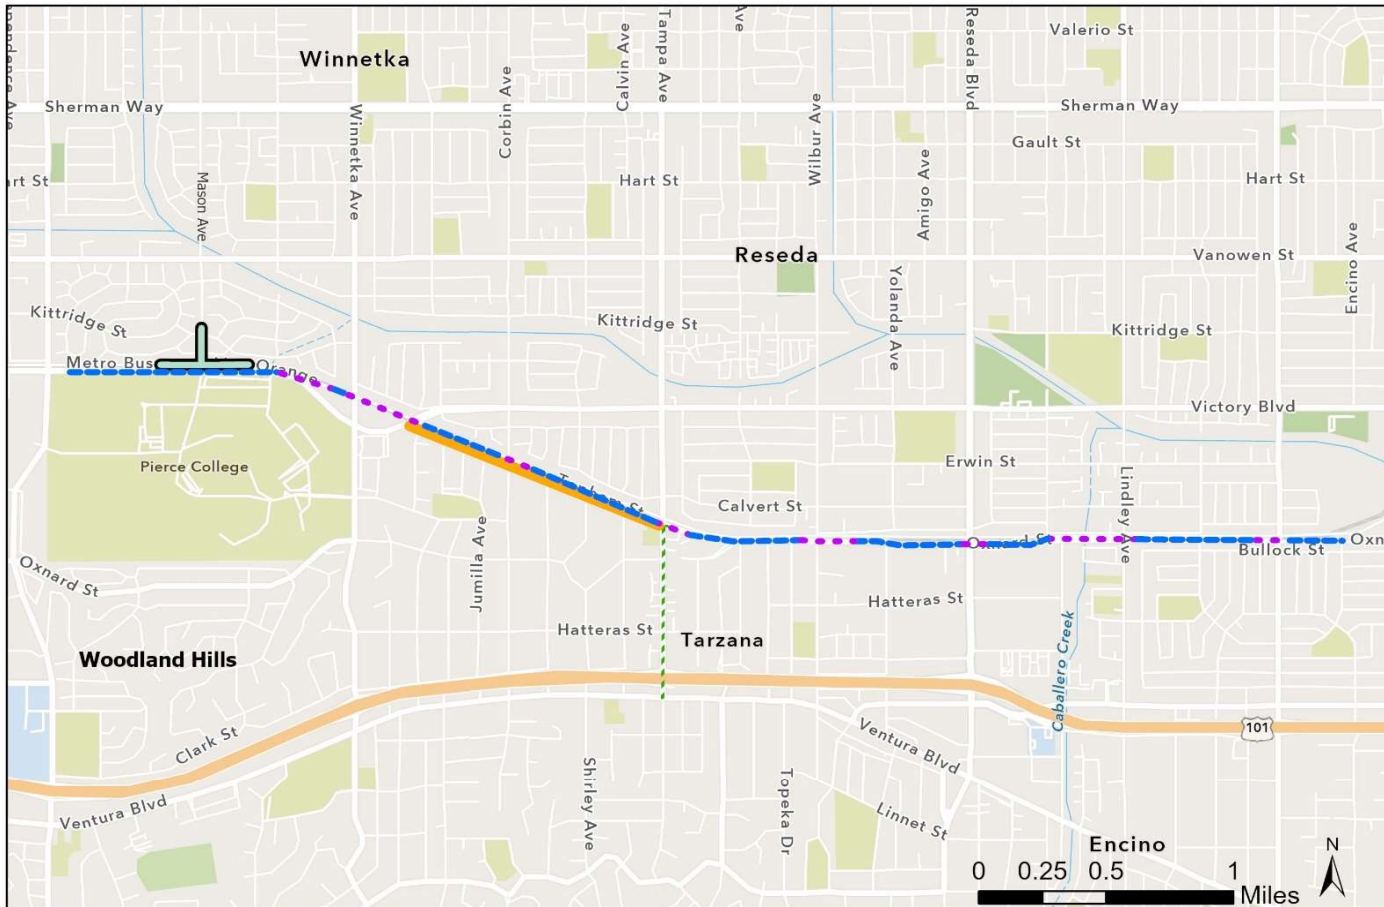 Ave
Reseda Blvd
Valerio St
Winnetka
Calvin Ave
Tampa Ave
Corbin Ave
Sherman Way
Winnetka Ave
Wilbur Ave
Sherman Way
Gault St
Amigo Ave
Mason Ave
Hart St
Hart St
Encino Ave
Reseda
Vanowen St
Yolanda Ave
Kittridge St
Kittridge St
Kittridge St
Metro Bus
Orange
Victory Blvd
Pierce College
Erwin St
Lindley Ave
Calvert St
Jumilla Ave
Oxnard St
Bullock St
Oxnard St
Hatteras St
Hatteras St
Tarzana
Woodland Hills
Caballero Creek
Clark St
101
Ventura Blvd
Shirley Ave
Topeka Dr
Ventura Blvd
Linnet St
Encino
N
0 0.25 0.5 1
Miles